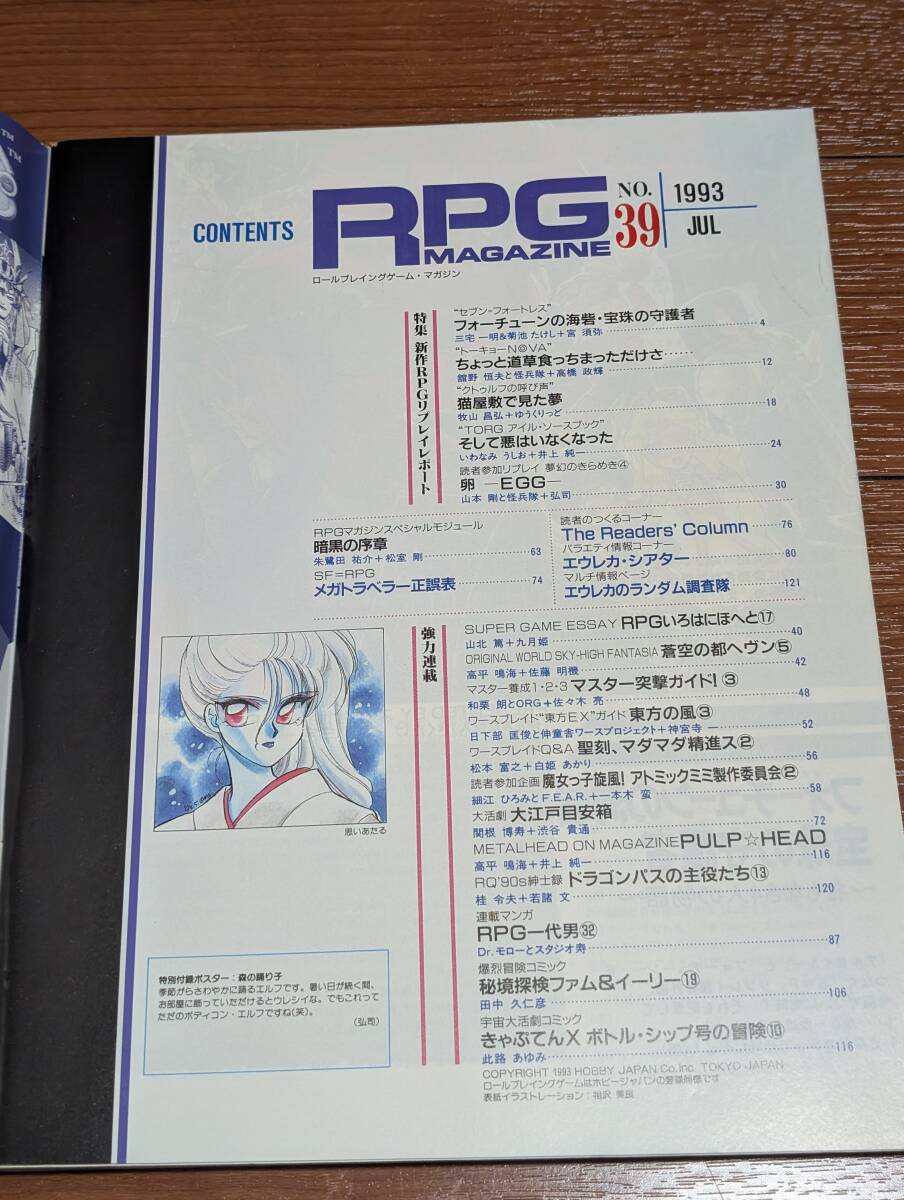 TM
TM
CONTENTS
RPG
MAGAZINE
NO.
39
1993
JUL
ロールプレイングゲーム・マガジン
特集 新作RPGリプレイレポート
“セブン=フォートレス”
フォーチューンの海砦・宝珠の守護者
三宅 一明&菊池 たけし+宮 須弥 4
“トーキョーN◎VA”
ちょっと道草食っちまっただけさ……
舘野 恒夫と怪兵隊+高橋 政輝 12
“クトゥルフの呼び声”
猫屋敷で見た夢
牧山 昌弘+ゆうくりっど 18
“TORG アイル・ソースブック”
そして悪はいなくなった
いわなみ うしお+井上 純一 24
読者参加リプレイ 夢幻のきらめき④
卵 —EGG—
山本 剛と怪兵隊+弘司 30
RPGマガジンスペシャルモジュール
暗黒の序章
朱鷺田 祐介+松室 剛 63
SF=RPG
メガトラベラー正誤表 74
読者のつくるコーナー
The Readers' Column 76
バラエティ情報コーナー
エウレカ・シアター 80
マルチ情報ページ
エウレカのランダム調査隊 121
強力連載
SUPER GAME ESSAY RPGいろはにほへと⑰
山北 篤+九月姫 40
ORIGINAL WORLD SKY-HIGH FANTASIA 蒼空の都ヘヴン⑤
高平 鳴海+佐藤 明機 42
マスター養成1・2・3 マスター突撃ガイド!③
和栗 朗とORG+佐々木 亮 48
ワースブレイド“東方EX”ガイド 東方の風③
日下部 匡俊と伸童舎ワースプロジェクト+神宮寺 一 52
ワースブレイドQ&A 聖刻、マダマダ精進ス②
松本 富之+白姫 あかり 56
読者参加企画 魔女っ子旋風! アトミックミミ製作委員会②
細江 ひろみとF.E.A.R.+一本木 蛮 58
大活劇 大江戸目安箱
関根 博寿+渋谷 貴通 72
METALHEAD ON MAGAZINE PULP☆HEAD
高平 鳴海+井上 純一 116
RQ'90s紳士録 ドラゴンパスの主役たち⑬
桂 令夫+若諸 文 120
連載マンガ
RPG一代男㉜
Dr.モローとスタジオ寿 87
爆烈冒険コミック
秘境探検ファム&イーリー⑲
田中 久仁彦 106
宇宙大活劇コミック
きゃぷてんX ボトル・シップ号の冒険⑩
此路 あゆみ 116
思いあたる
特別付録ポスター：森の踊り子
季節がらさわやかに踊るエルフです。暑い日が続く間、
お部屋に飾っていただけるとウレシイな。でもこれって
ただのボディコン・エルフですね(笑)。
(弘司)
COPYRIGHT 1993 HOBBY JAPAN Co.Inc. TOKYO JAPAN
ロールプレイングゲームはホビージャパンの登録商標です
表紙イラストレーション：相沢 美良